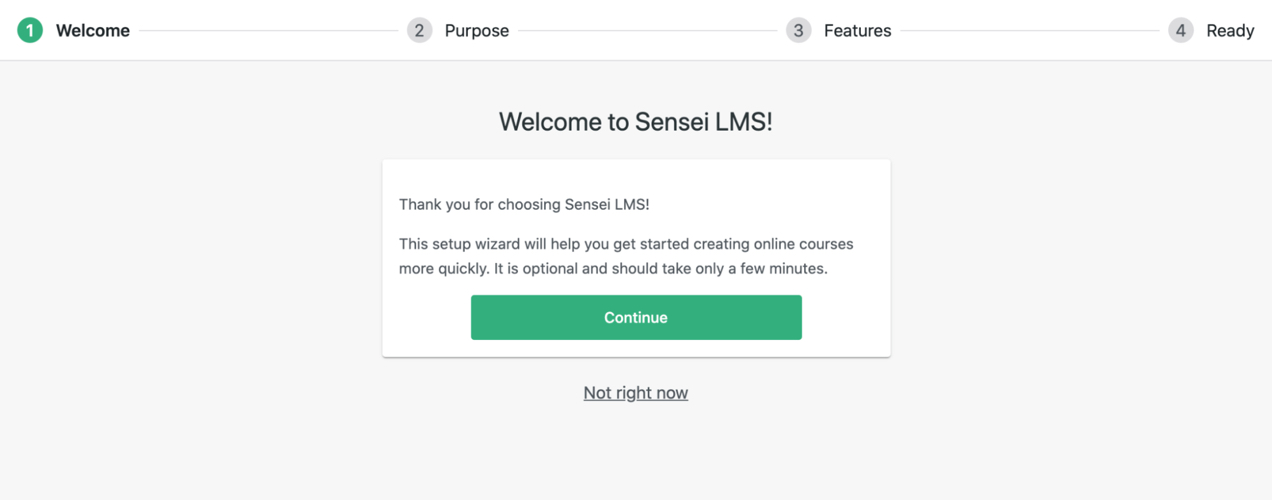 1 Welcome 2 Purpose 3 Features 4 Ready
Welcome to Sensei LMS!
Thank you for choosing Sensei LMS!
This setup wizard will help you get started creating online courses
more quickly. It is optional and should take only a few minutes.
Continue
Not right now